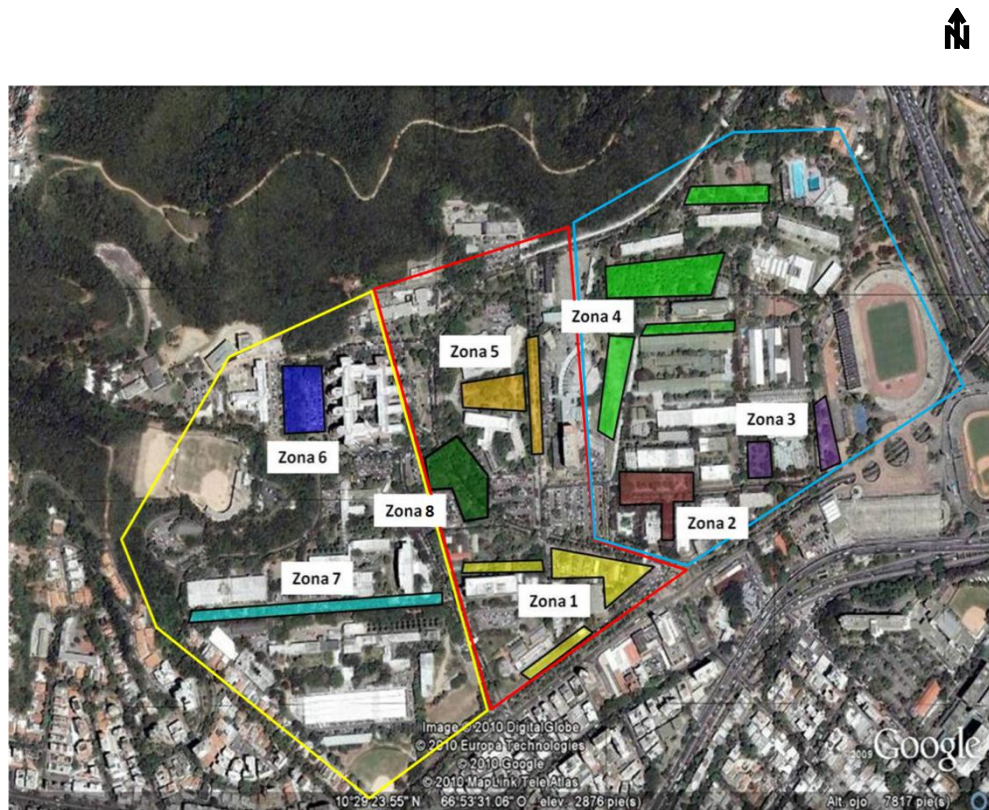 N
Zona 4
Zona 5
Zona 3
Zona 6
Zona 8
Zona 2
Zona 7
Zona 1
Image © 2010 DigitalGlobe
© 2010 Europa Technologies
© 2010 Google
© 2010 MapLink/Tele Atlas
2009 Google
10°29'23.55" N 66°53'31.06" O elev. 2876 pie(s) Alt. ojo 7817 pie(s)